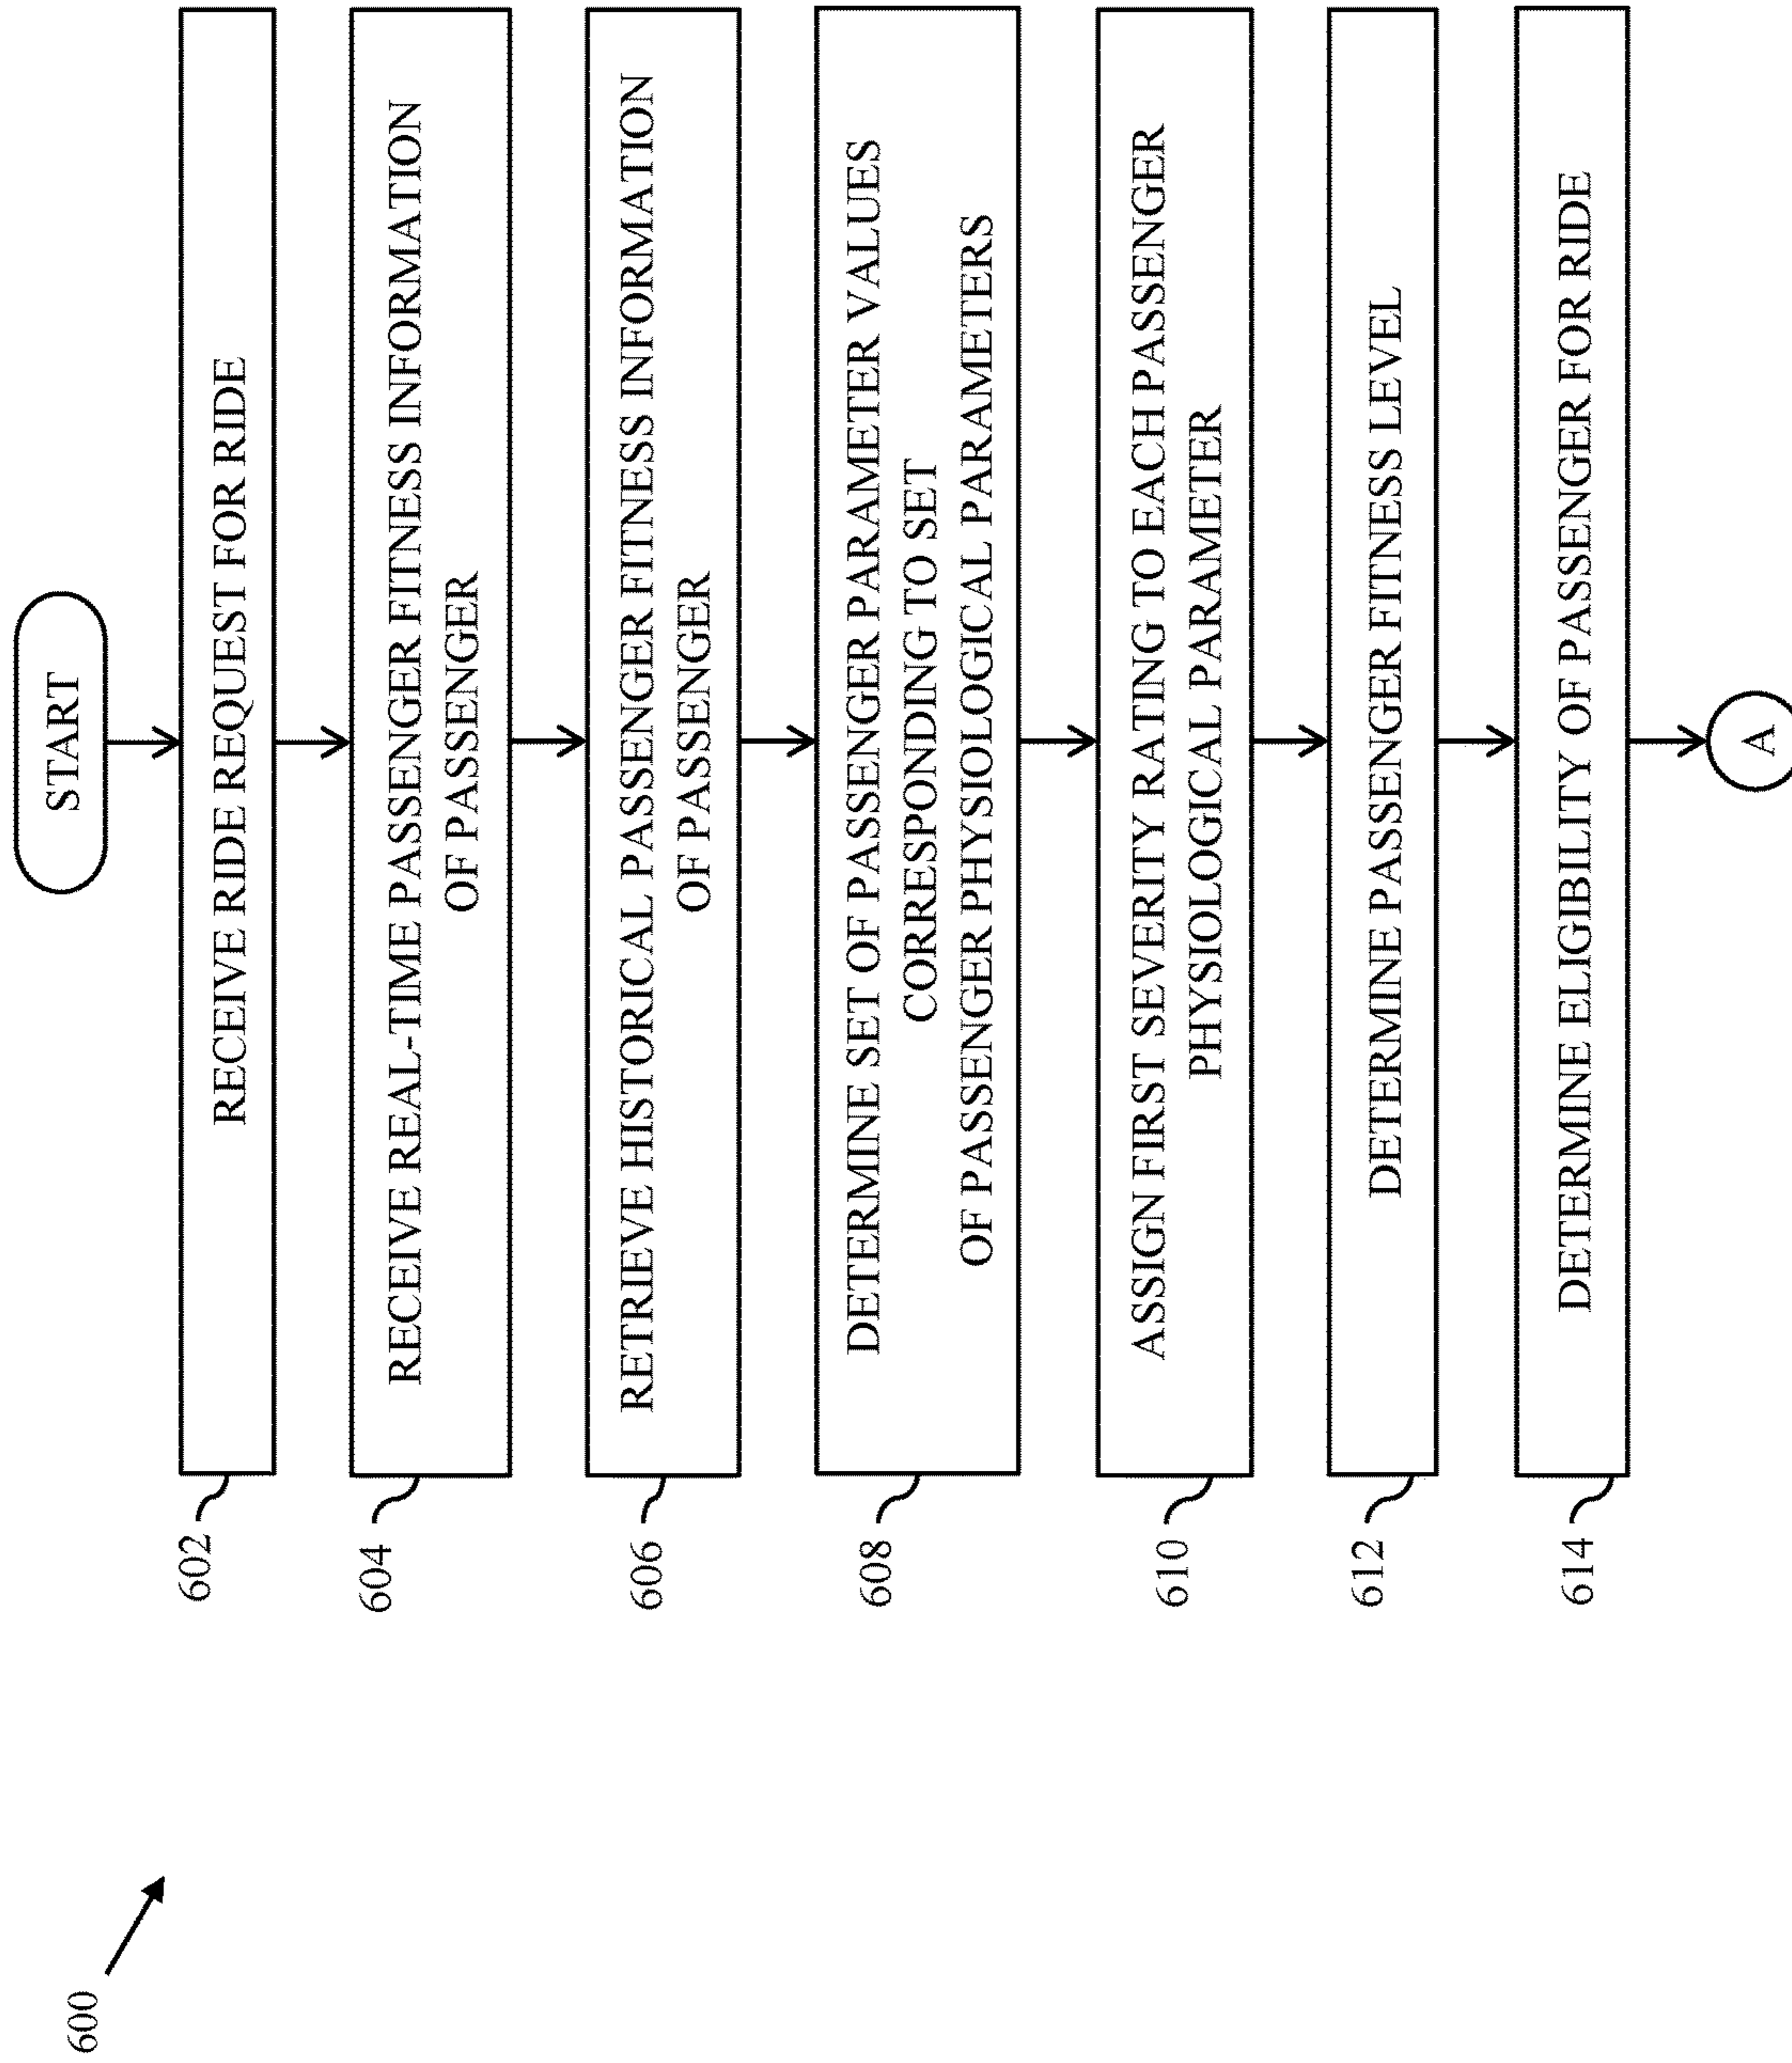 600
START
602
RECEIVE RIDE REQUEST FOR RIDE
604
RECEIVE REAL-TIME PASSENGER FITNESS INFORMATION
OF PASSENGER
606
RETRIEVE HISTORICAL PASSENGER FITNESS INFORMATION
OF PASSENGER
608
DETERMINE SET OF PASSENGER PARAMETER VALUES
CORRESPONDING TO SET
OF PASSENGER PHYSIOLOGICAL PARAMETERS
610
ASSIGN FIRST SEVERITY RATING TO EACH PASSENGER
PHYSIOLOGICAL PARAMETER
612
DETERMINE PASSENGER FITNESS LEVEL
614
DETERMINE ELIGIBILITY OF PASSENGER FOR RIDE
A